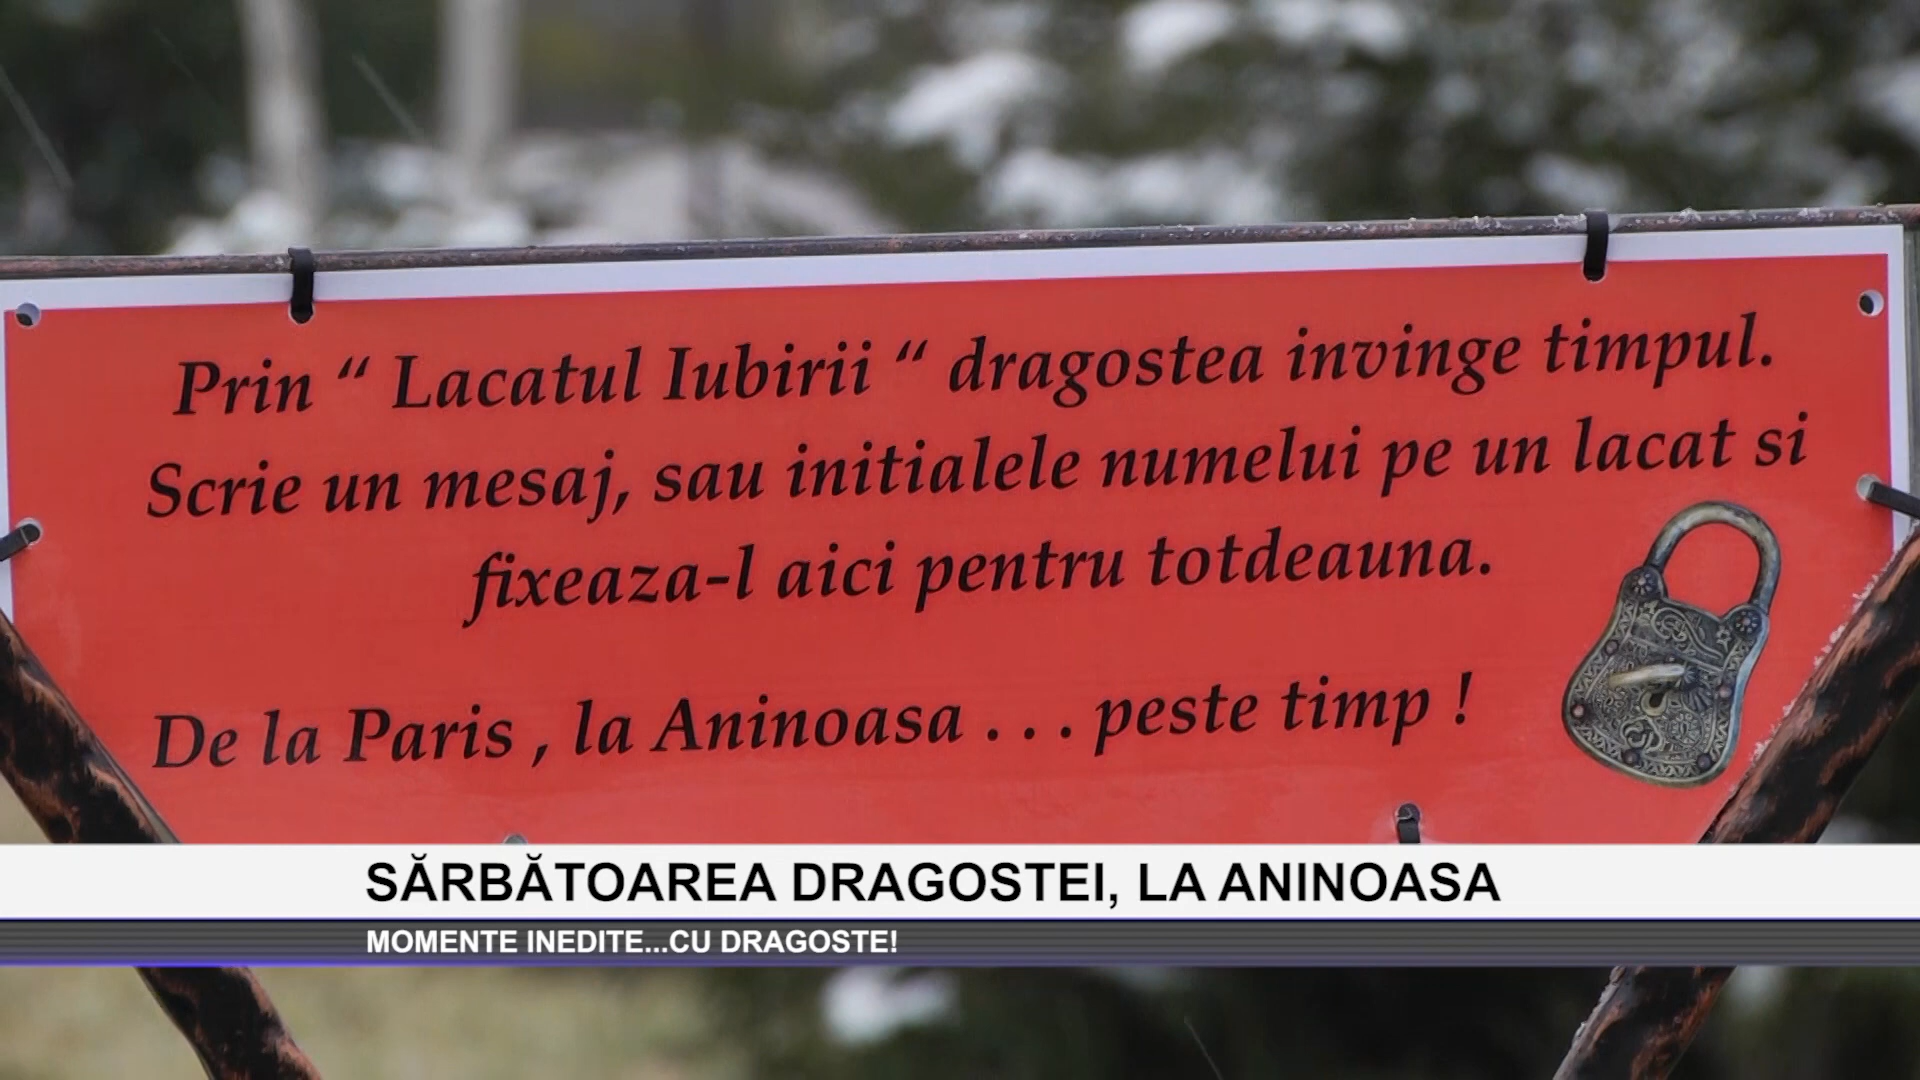 Prin “ Lacatul Iubirii “ dragostea invinge timpul.
Scrie un mesaj, sau initialele numelui pe un lacat si
fixeaza-l aici pentru totdeauna.
De la Paris , la Aninoasa . . . peste timp !
SĂRBĂTOAREA DRAGOSTEI, LA ANINOASA
MOMENTE INEDITE...CU DRAGOSTE!